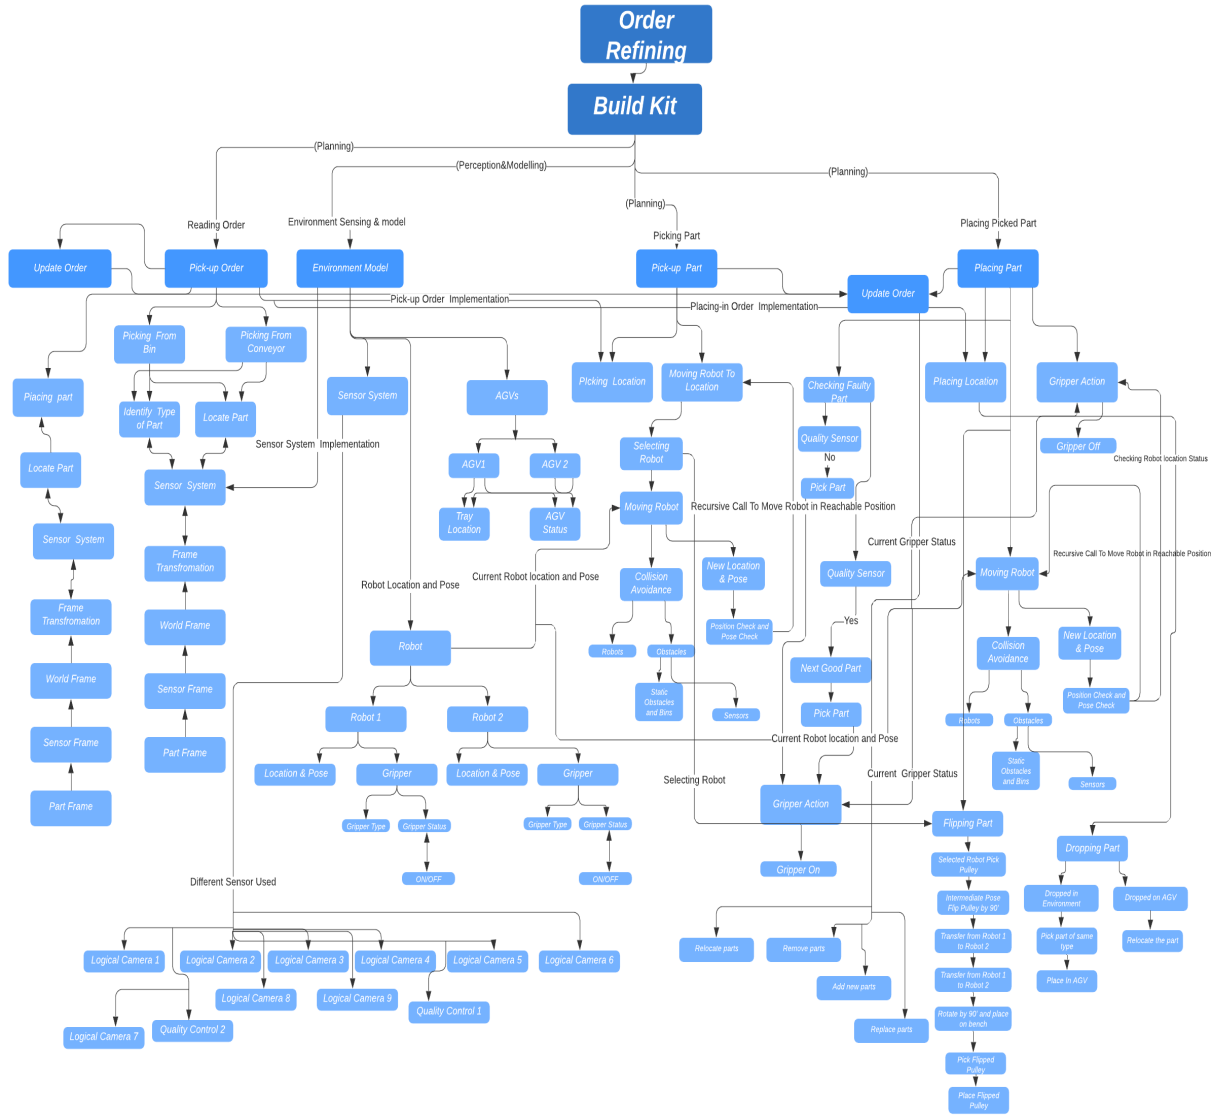 Order
Refining
Build Kit
(Planning)
(Perception&Modelling)
(Planning)
(Planning)
Reading Order
Environment Sensing & model
Picking Part
Placing Picked Part
Update Order
Pick-up Order
Environment Model
Pick-up Part
Placing Part
Update Order
Pick-up Order Implementation
Placing-in Order Implementation
Picking From
Bin
Picking From
Conveyor
Placing part
Identify Type
of Part
Locate Part
Sensor System
AGVs
PIcking Location
Moving Robot To
Location
Checking Faulty
Part
Placing Location
Gripper Action
Sensor System Implementation
Locate Part
Sensor System
AGV1
AGV 2
Selecting
Robot
Quality Sensor
No
Gripper Off
Checking Robot location Status
Pick Part
Tray
Location
AGV
Status
Moving Robot
Recursive Call To Move Robot in Reachable Position
Sensor System
Frame
Transfromation
Current Gripper Status
Recursive Call To Move Robot in Reachable Position
Robot Location and Pose
Current Robot location and Pose
Collision
Avoidance
New Location
& Pose
Quality Sensor
Moving Robot
Frame
Transfromation
World Frame
Position Check and
Pose Check
Yes
Robot
Robots
Obstacles
Next Good Part
Collision
Avoidance
New Location
& Pose
World Frame
Sensor Frame
Static
Obstacles
and Bins
Sensors
Pick Part
Position Check and
Pose Check
Robot 1
Robot 2
Robots
Obstacles
Sensor Frame
Part Frame
Current Robot location and Pose
Location & Pose
Gripper
Location & Pose
Gripper
Selecting Robot
Current Gripper Status
Static
Obstacles
and Bins
Sensors
Part Frame
Gripper Action
Gripper Type
Gripper Status
Gripper Type
Gripper Status
Flipping Part
Dropping Part
ON/OFF
ON/OFF
Gripper On
Selected Robot Pick
Pulley
Different Sensor Used
Intermediate Pose
Flip Pulley by 90'
Dropped in
Environment
Dropped on AGV
Relocate parts
Remove parts
Transfer from Robot 1
to Robot 2
Pick part of same
type
Relocate the part
Logical Camera 1
Logical Camera 2
Logical Camera 3
Logical Camera 4
Logical Camera 5
Logical Camera 6
Add new parts
Transfer from Robot 1
to Robot 2
Place In AGV
Logical Camera 8
Logical Camera 9
Quality Control 1
Logical Camera 7
Quality Control 2
Replace parts
Rotate by 90' and place
on bench
Pick Flipped
Pulley
Place Flipped
Pulley